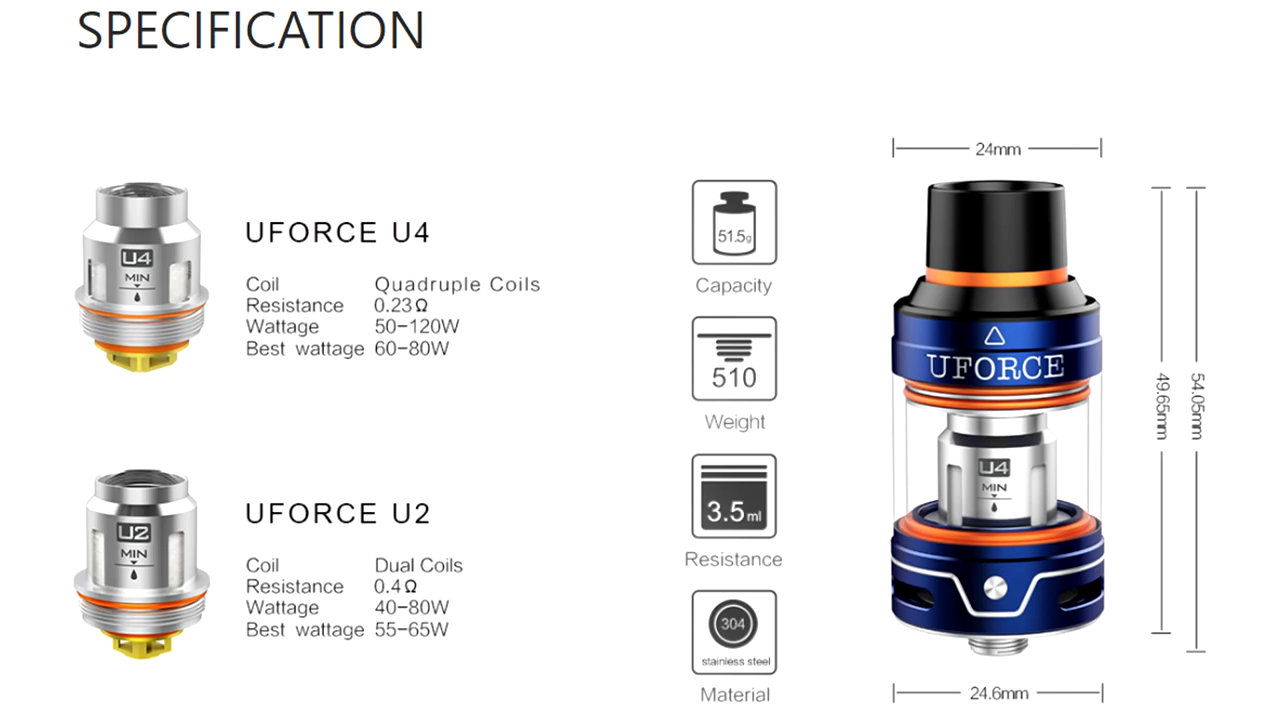 SPECIFICATION
UFORCE U4
Coil Quadruple Coils
Resistance 0.23Ω
Wattage 50-120W
Best wattage 60-80W
U4
MIN
UFORCE U2
Coil Dual Coils
Resistance 0.4Ω
Wattage 40-80W
Best wattage 55-65W
U2
MIN
51.5g
Capacity
510
Weight
3.5ml
Resistance
304
stainless steel
Material
24mm
UFORCE
U4
MIN
49.65mm
54.05mm
24.6mm